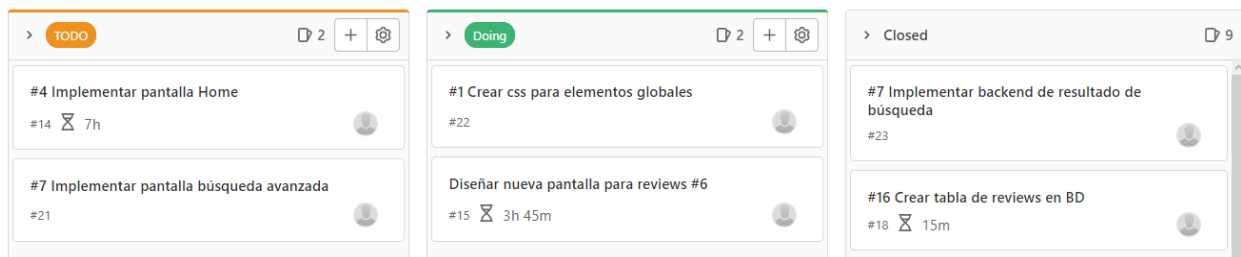 TODO
2
#4 Implementar pantalla Home
#14 7h
#7 Implementar pantalla búsqueda avanzada
#21
Doing
2
#1 Crear css para elementos globales
#22
Diseñar nueva pantalla para reviews #6
#15 3h 45m
Closed
9
#7 Implementar backend de resultado de
búsqueda
#23
#16 Crear tabla de reviews en BD
#18 15m